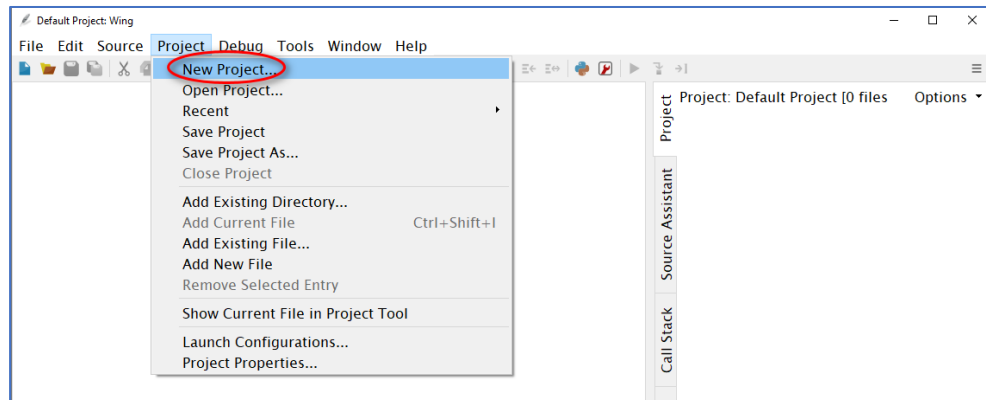 Default Project: Wing
File Edit Source Project Debug Tools Window Help
New Project...
Open Project...
Recent
Save Project
Save Project As...
Close Project
Add Existing Directory...
Add Current File Ctrl+Shift+I
Add Existing File...
Add New File
Remove Selected Entry
Show Current File in Project Tool
Launch Configurations...
Project Properties...
Project: Default Project [0 files Options
Project
Source Assistant
Call Stack